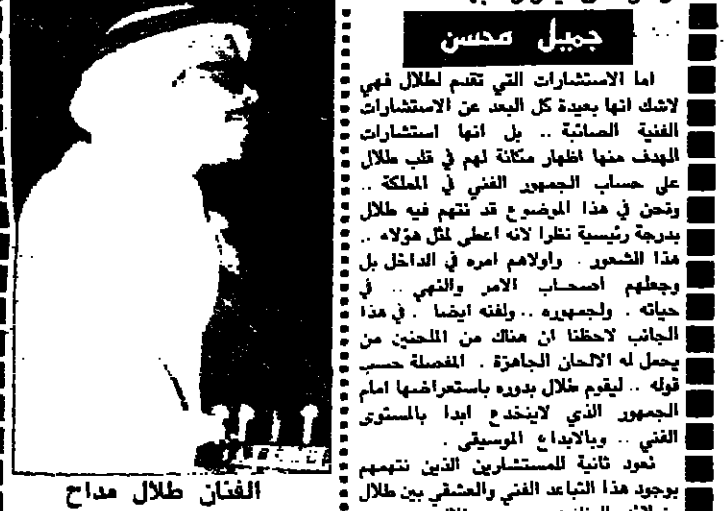 جميل محسن
اما الاستشارات التي تقدم لطلال فهي
لاشك انها بعيدة كل البعد عن الاستشارات
الفنية الصائبة .. بل انها استشارات
الهدف منها اظهار مكانة لهم في قلب طلال
على حساب الجمهور الفني في المملكة ..
ونحن في هذا الموضوع قد نتهم فيه طلال
بدرجة رئيسية نظرا لانه اعطى لمثل هؤلاء ..
هذا الشعور . واولاهم امره في الداخل بل
وجعلهم اصحاب الامر والنهي .. في
حياته . ولجمهوره .. ولفنه ايضا . في هذا
الجانب لاحظنا ان هناك من الملحنين من
يحمل له الالحان الجاهزة . المفصلة حسب
قوله .. ليقوم طلال بدوره باستعراضها امام
الجمهور الذي لاينخدع ابدا بالمستوى
الفني .. وبالابداع الموسيقى .
نعود ثانية للمستشارين الذين نتهمهم
بوجود هذا التباعد الفني والعشقي بين طلال
الفنان طلال مداح